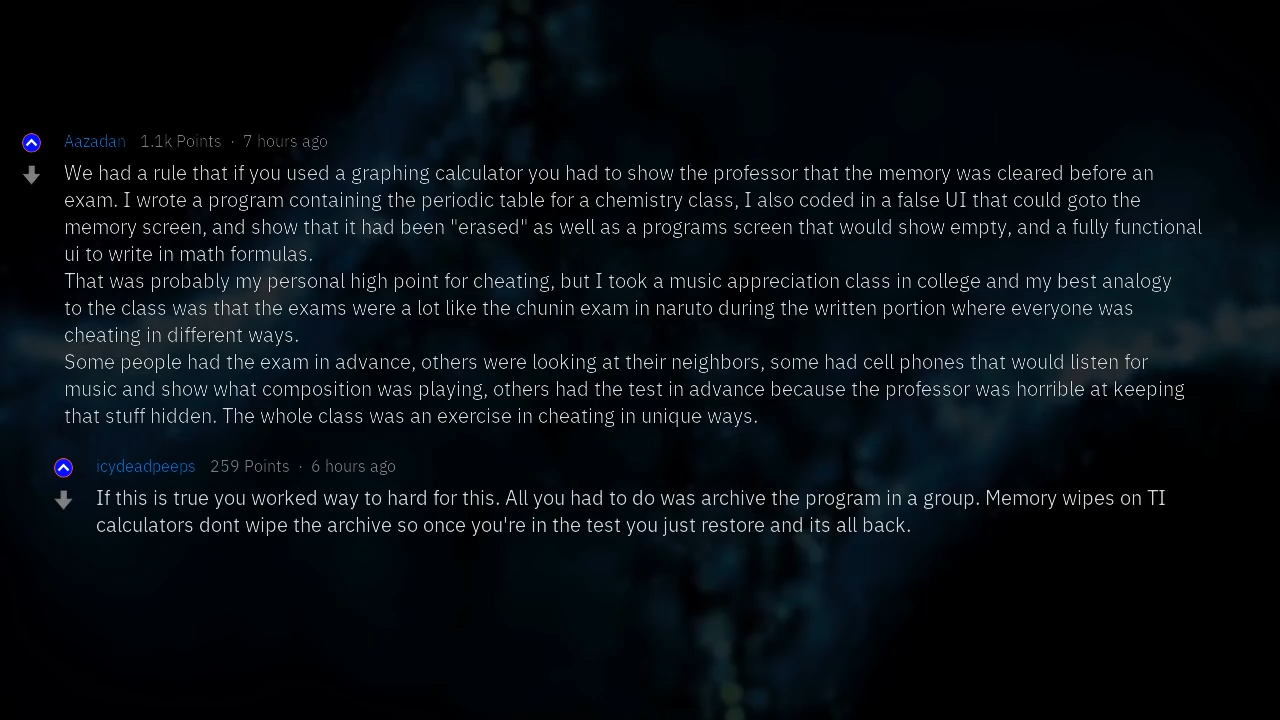 Aazadan 1.1k Points · 7 hours ago
We had a rule that if you used a graphing calculator you had to show the professor that the memory was cleared before an
exam. I wrote a program containing the periodic table for a chemistry class, I also coded in a false UI that could goto the
memory screen, and show that it had been "erased" as well as a programs screen that would show empty, and a fully functional
ui to write in math formulas.
That was probably my personal high point for cheating, but I took a music appreciation class in college and my best analogy
to the class was that the exams were a lot like the chunin exam in naruto during the written portion where everyone was
cheating in different ways.
Some people had the exam in advance, others were looking at their neighbors, some had cell phones that would listen for
music and show what composition was playing, others had the test in advance because the professor was horrible at keeping
that stuff hidden. The whole class was an exercise in cheating in unique ways.
icydeadpeeps 259 Points · 6 hours ago
If this is true you worked way to hard for this. All you had to do was archive the program in a group. Memory wipes on TI
calculators dont wipe the archive so once you're in the test you just restore and its all back.